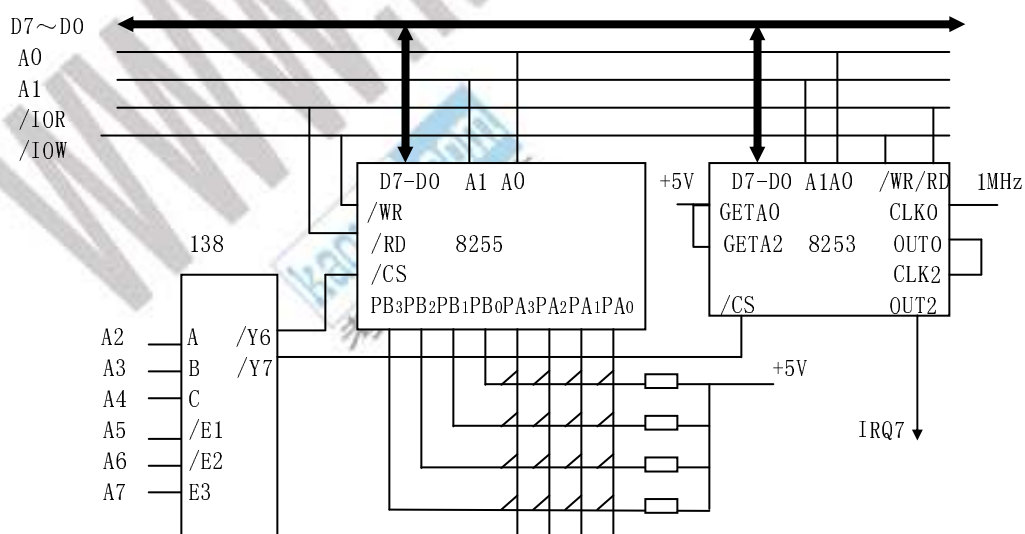 D7～D0
A0
A1
/IOR
/IOW
D7-D0 A1 A0
/WR
/RD 8255
/CS
PB3PB2PB1PB0PA3PA2PA1PA0
+5V
D7-D0 A1A0 /WR/RD
1MHz
GETA0 CLK0
GETA2 8253 OUT0
CLK2
/CS OUT2
138
A2 A /Y6
A3 B /Y7
A4 C
A5 /E1
A6 /E2
A7 E3
+5V
IRQ7